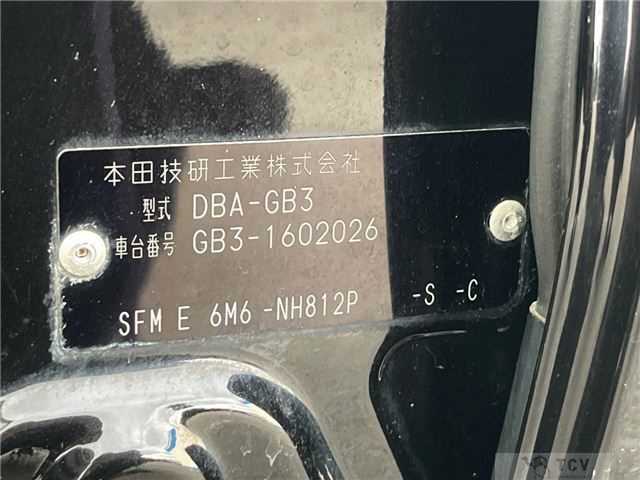 本田技研工業株式会社
型式 DBA-GB3
車台番号 GB3-1602026
SFM E 6M6 -NH812P -S -C
TCV